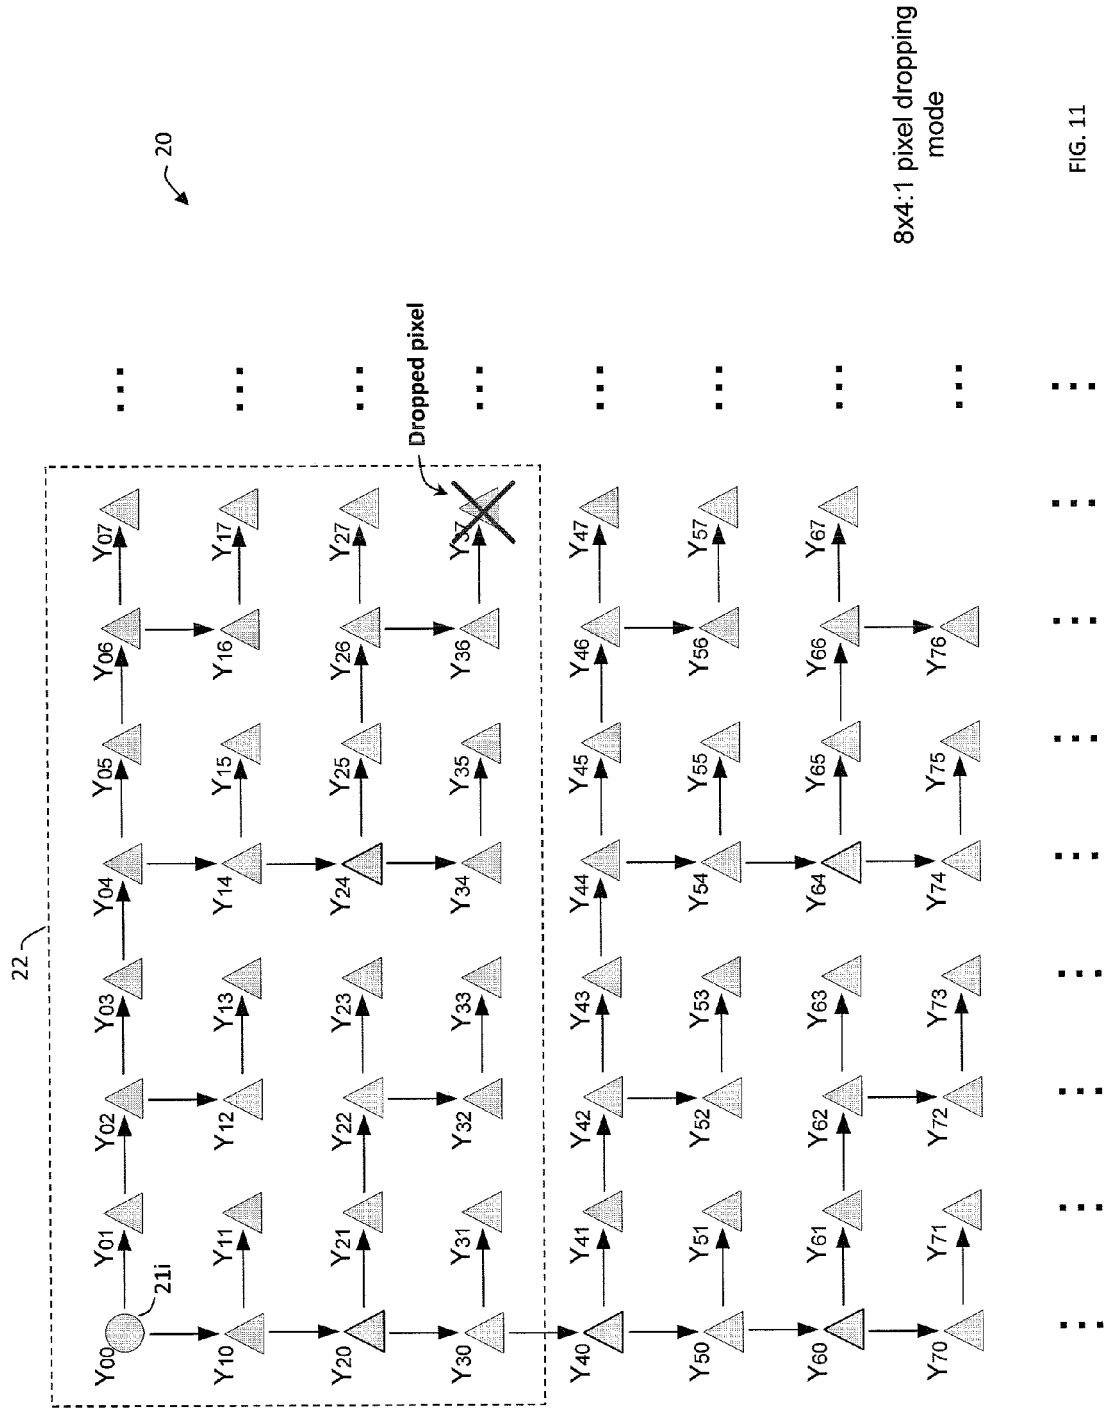 22
Y00 Y01 Y02 Y03 Y04 Y05 Y06 Y07
21i
20
Y10 Y11 Y12 Y13 Y14 Y15 Y16 Y17
Y20 Y21 Y22 Y23 Y24 Y25 Y26 Y27
Dropped pixel
Y30 Y31 Y32 Y33 Y34 Y35 Y36 Y37
Y40 Y41 Y42 Y43 Y44 Y45 Y46 Y47
Y50 Y51 Y52 Y53 Y54 Y55 Y56 Y57
Y60 Y61 Y62 Y63 Y64 Y65 Y66 Y67
Y70 Y71 Y72 Y73 Y74 Y75 Y76
8x4:1 pixel dropping
mode
FIG. 11